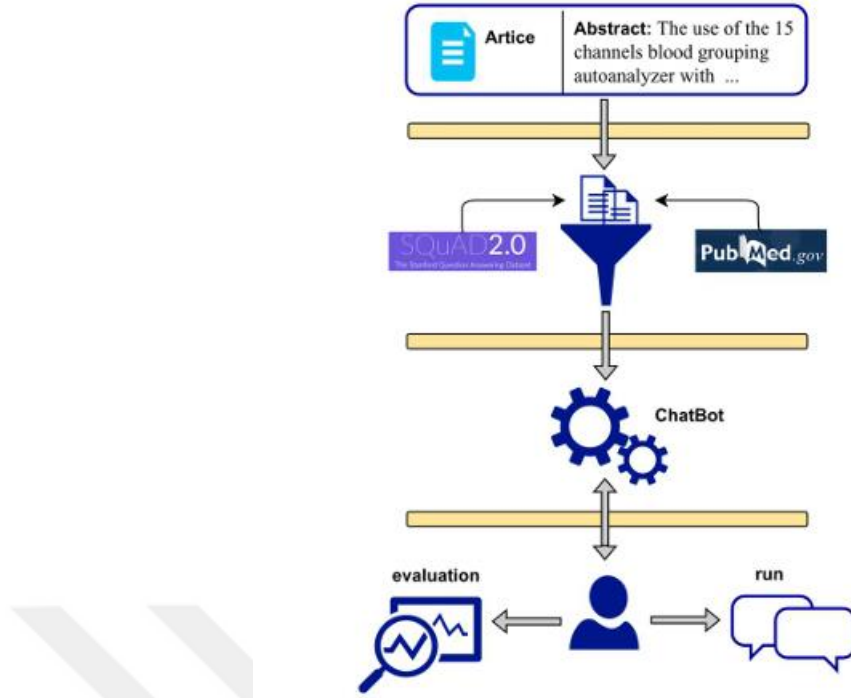 Artice
Abstract: The use of the 15
channels blood grouping
autoanalyzer with ...
SQuAD2.0
The Stanford Question Answering Dataset
PubMed.gov
ChatBot
evaluation
run